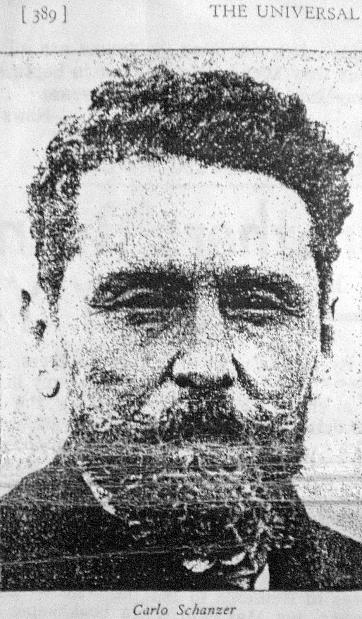 [ 389 ]
THE UNIVERSAL
Carlo Schanzer